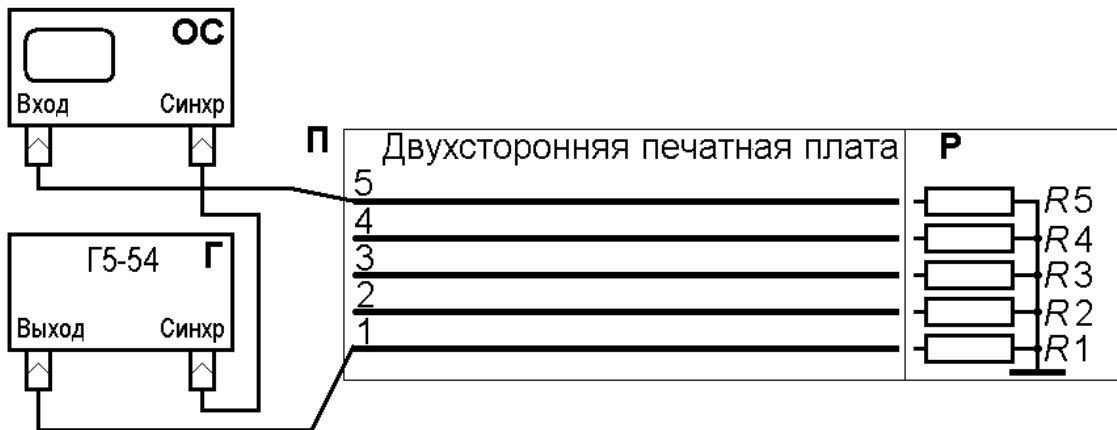 ОС
Вход Синхр
П Двухсторонняя печатная плата Р
5
4
3
2
1
R5
R4
R3
R2
R1
Г5-54 Г
Выход Синхр